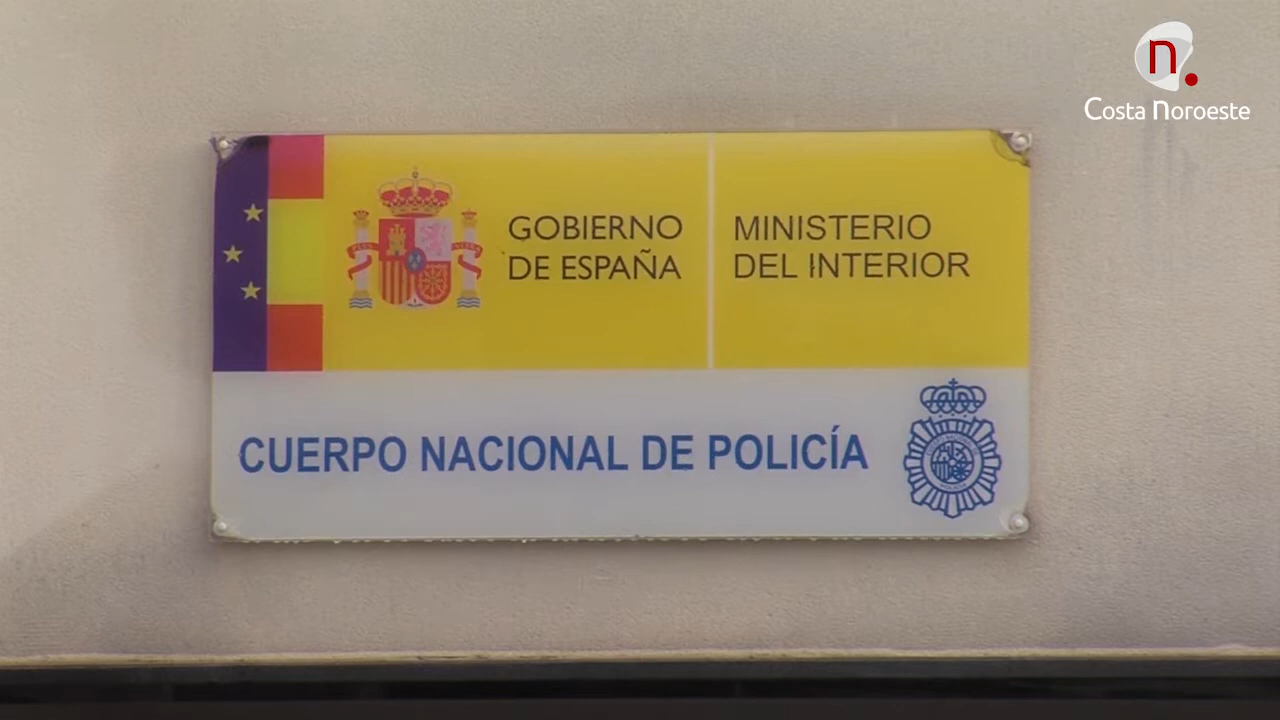 n.
Costa Noroeste
GOBIERNO
DE ESPAÑA
MINISTERIO
DEL INTERIOR
CUERPO NACIONAL DE POLICÍA